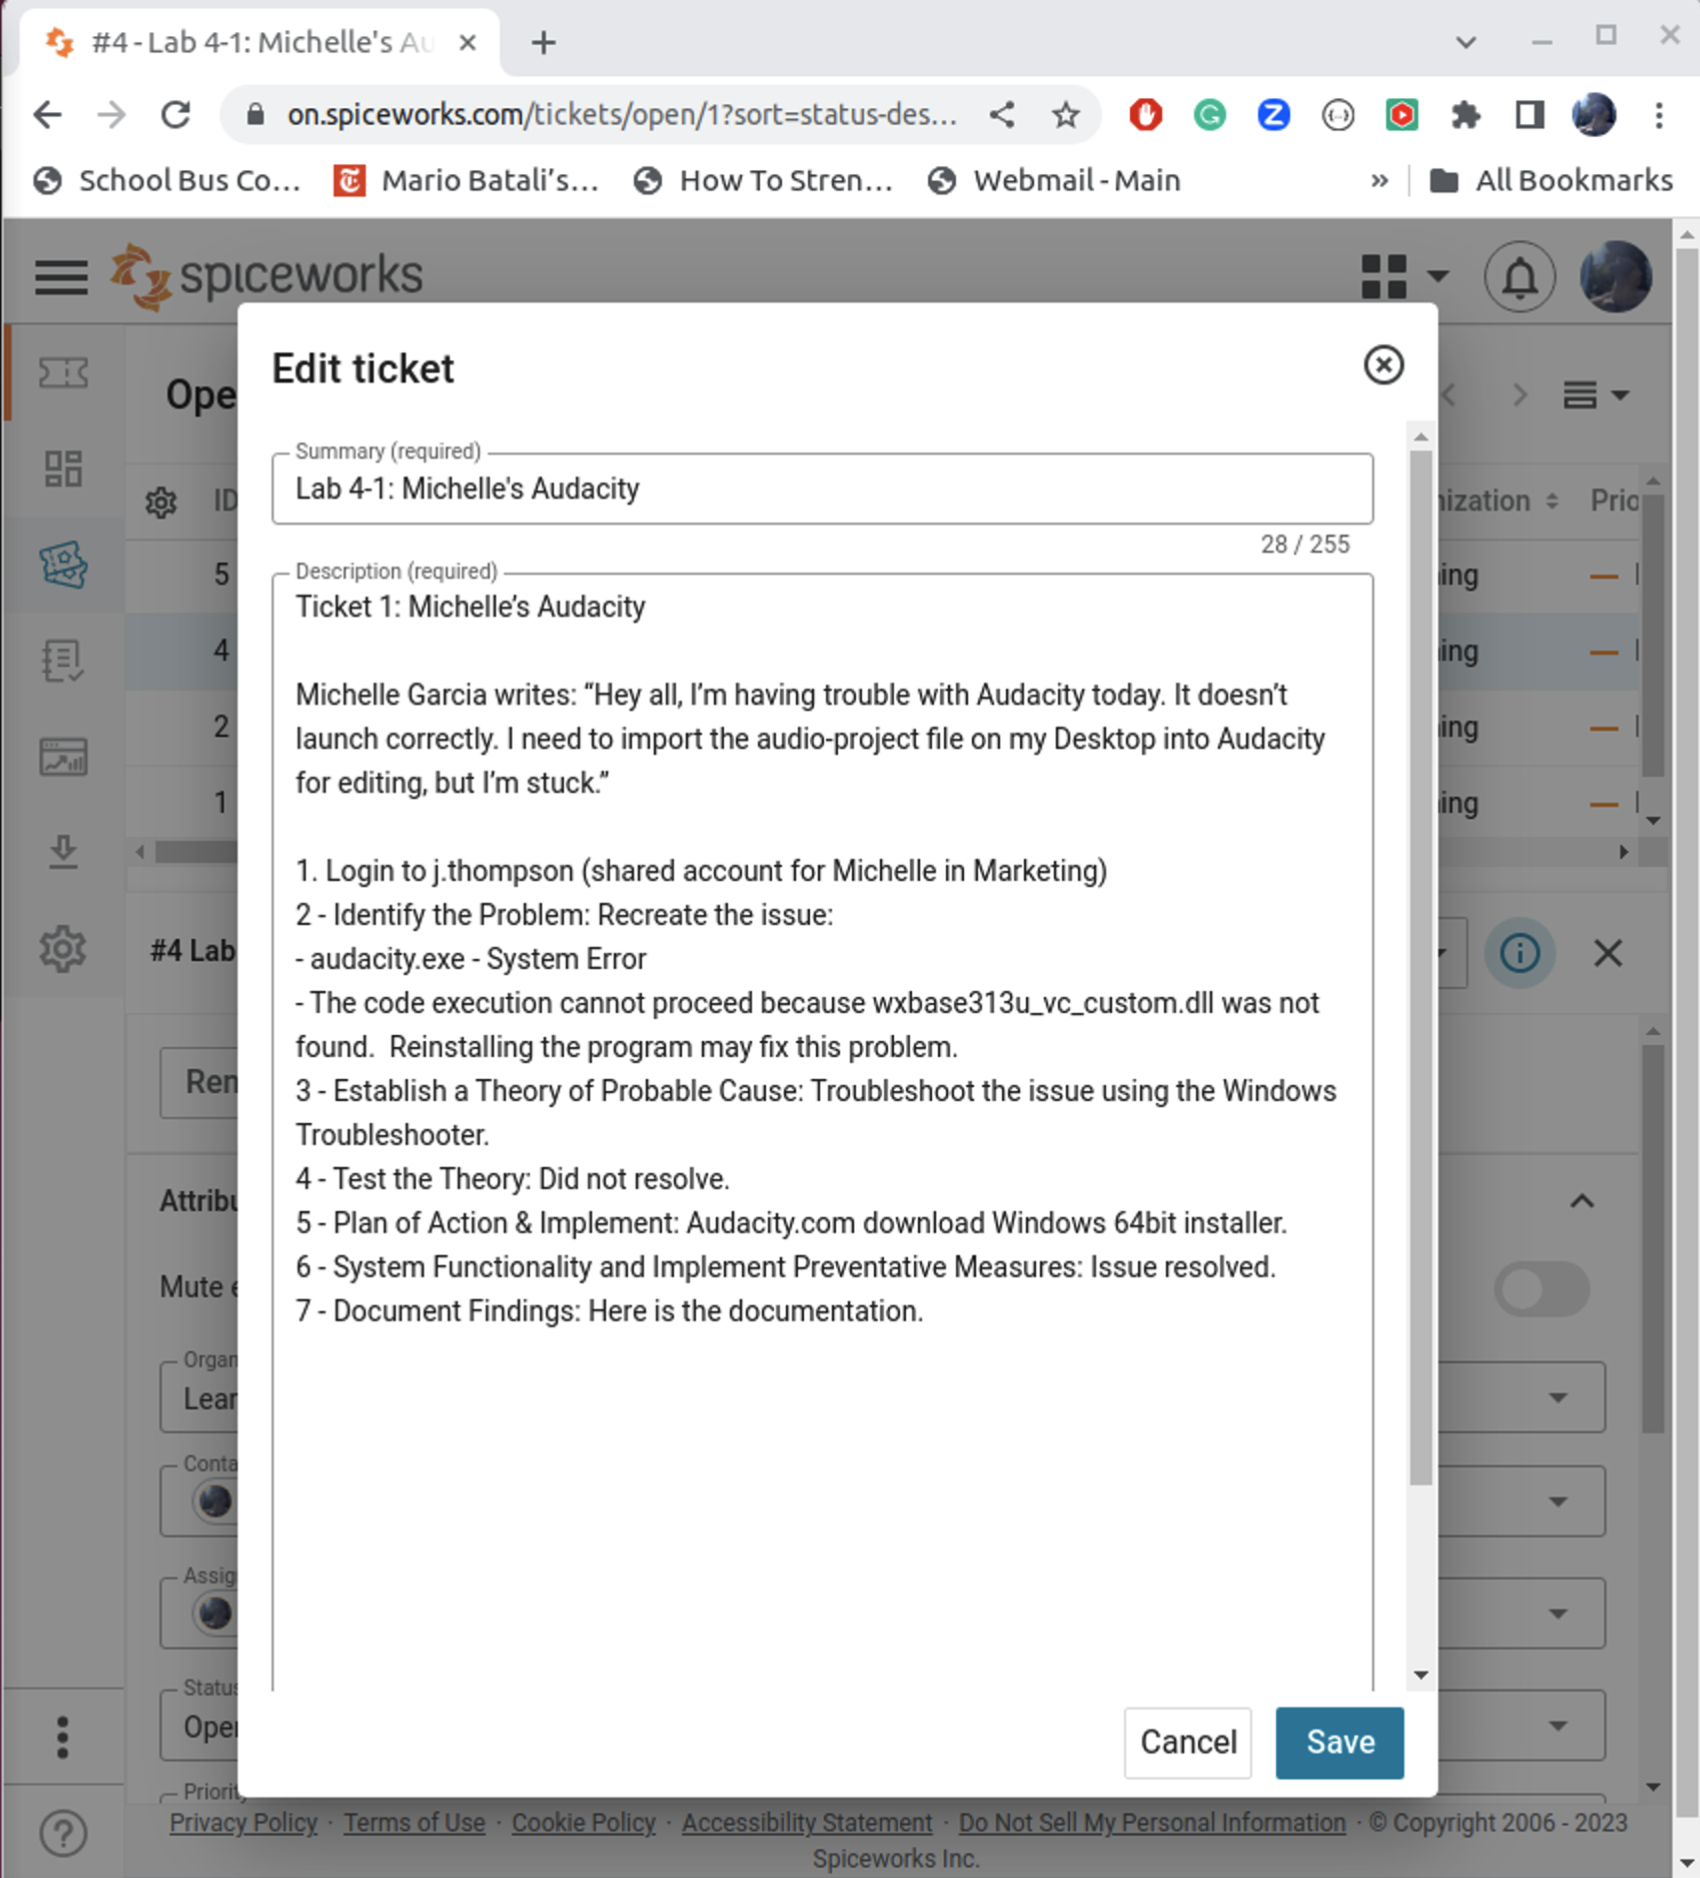 #4 - Lab 4-1: Michelle's Au
on.spiceworks.com/tickets/open/1?sort=status-des...
School Bus Co... Mario Batali’s... How To Stren... Webmail - Main » All Bookmarks
spiceworks
Edit ticket
Ope
Summary (required)
Lab 4-1: Michelle's Audacity
28 / 255
ID
ization
Prio
Description (required)
Ticket 1: Michelle’s Audacity
5
ing
4
ing
2
ing
1
ing
Michelle Garcia writes: “Hey all, I’m having trouble with Audacity today. It doesn’t
launch correctly. I need to import the audio-project file on my Desktop into Audacity
for editing, but I’m stuck.”
1. Login to j.thompson (shared account for Michelle in Marketing)
2 - Identify the Problem: Recreate the issue:
- audacity.exe - System Error
- The code execution cannot proceed because wxbase313u_vc_custom.dll was not
found.  Reinstalling the program may fix this problem.
3 - Establish a Theory of Probable Cause: Troubleshoot the issue using the Windows
Troubleshooter.
4 - Test the Theory: Did not resolve.
5 - Plan of Action & Implement: Audacity.com download Windows 64bit installer.
6 - System Functionality and Implement Preventative Measures: Issue resolved.
7 - Document Findings: Here is the documentation.
#4 Lab
Ren
Attribu
Mute e
Organ
Lear
Conta
Assig
Status
Oper
Priorit
Cancel
Save
Privacy Policy · Terms of Use · Cookie Policy · Accessibility Statement · Do Not Sell My Personal Information · © Copyright 2006 - 2023
Spiceworks Inc.